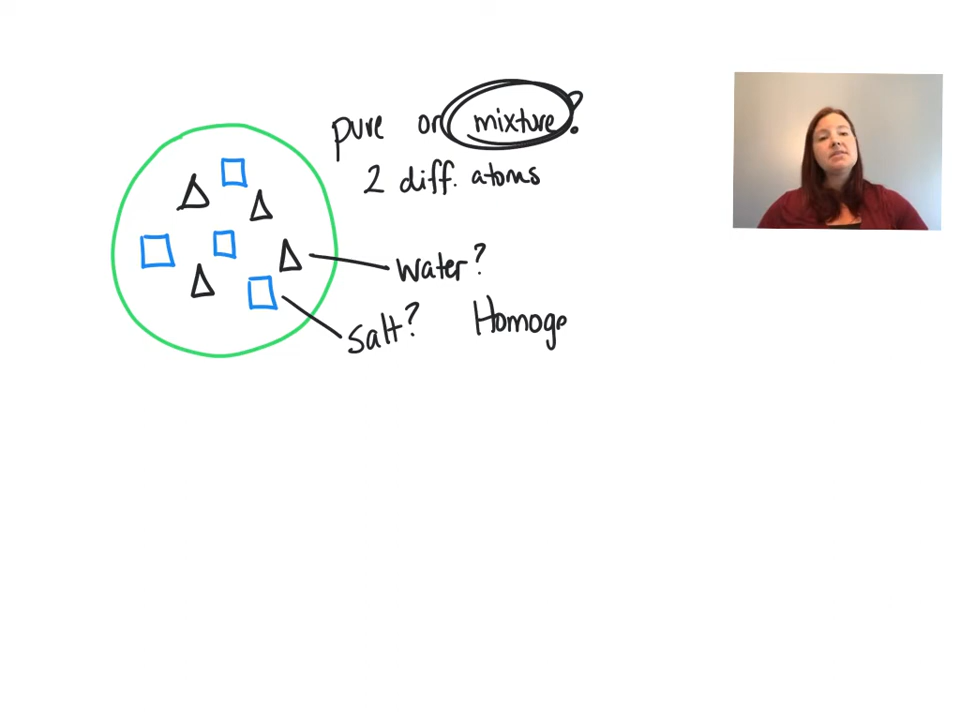 pure or mixture?
2 diff. atoms
water?
salt? Homoge